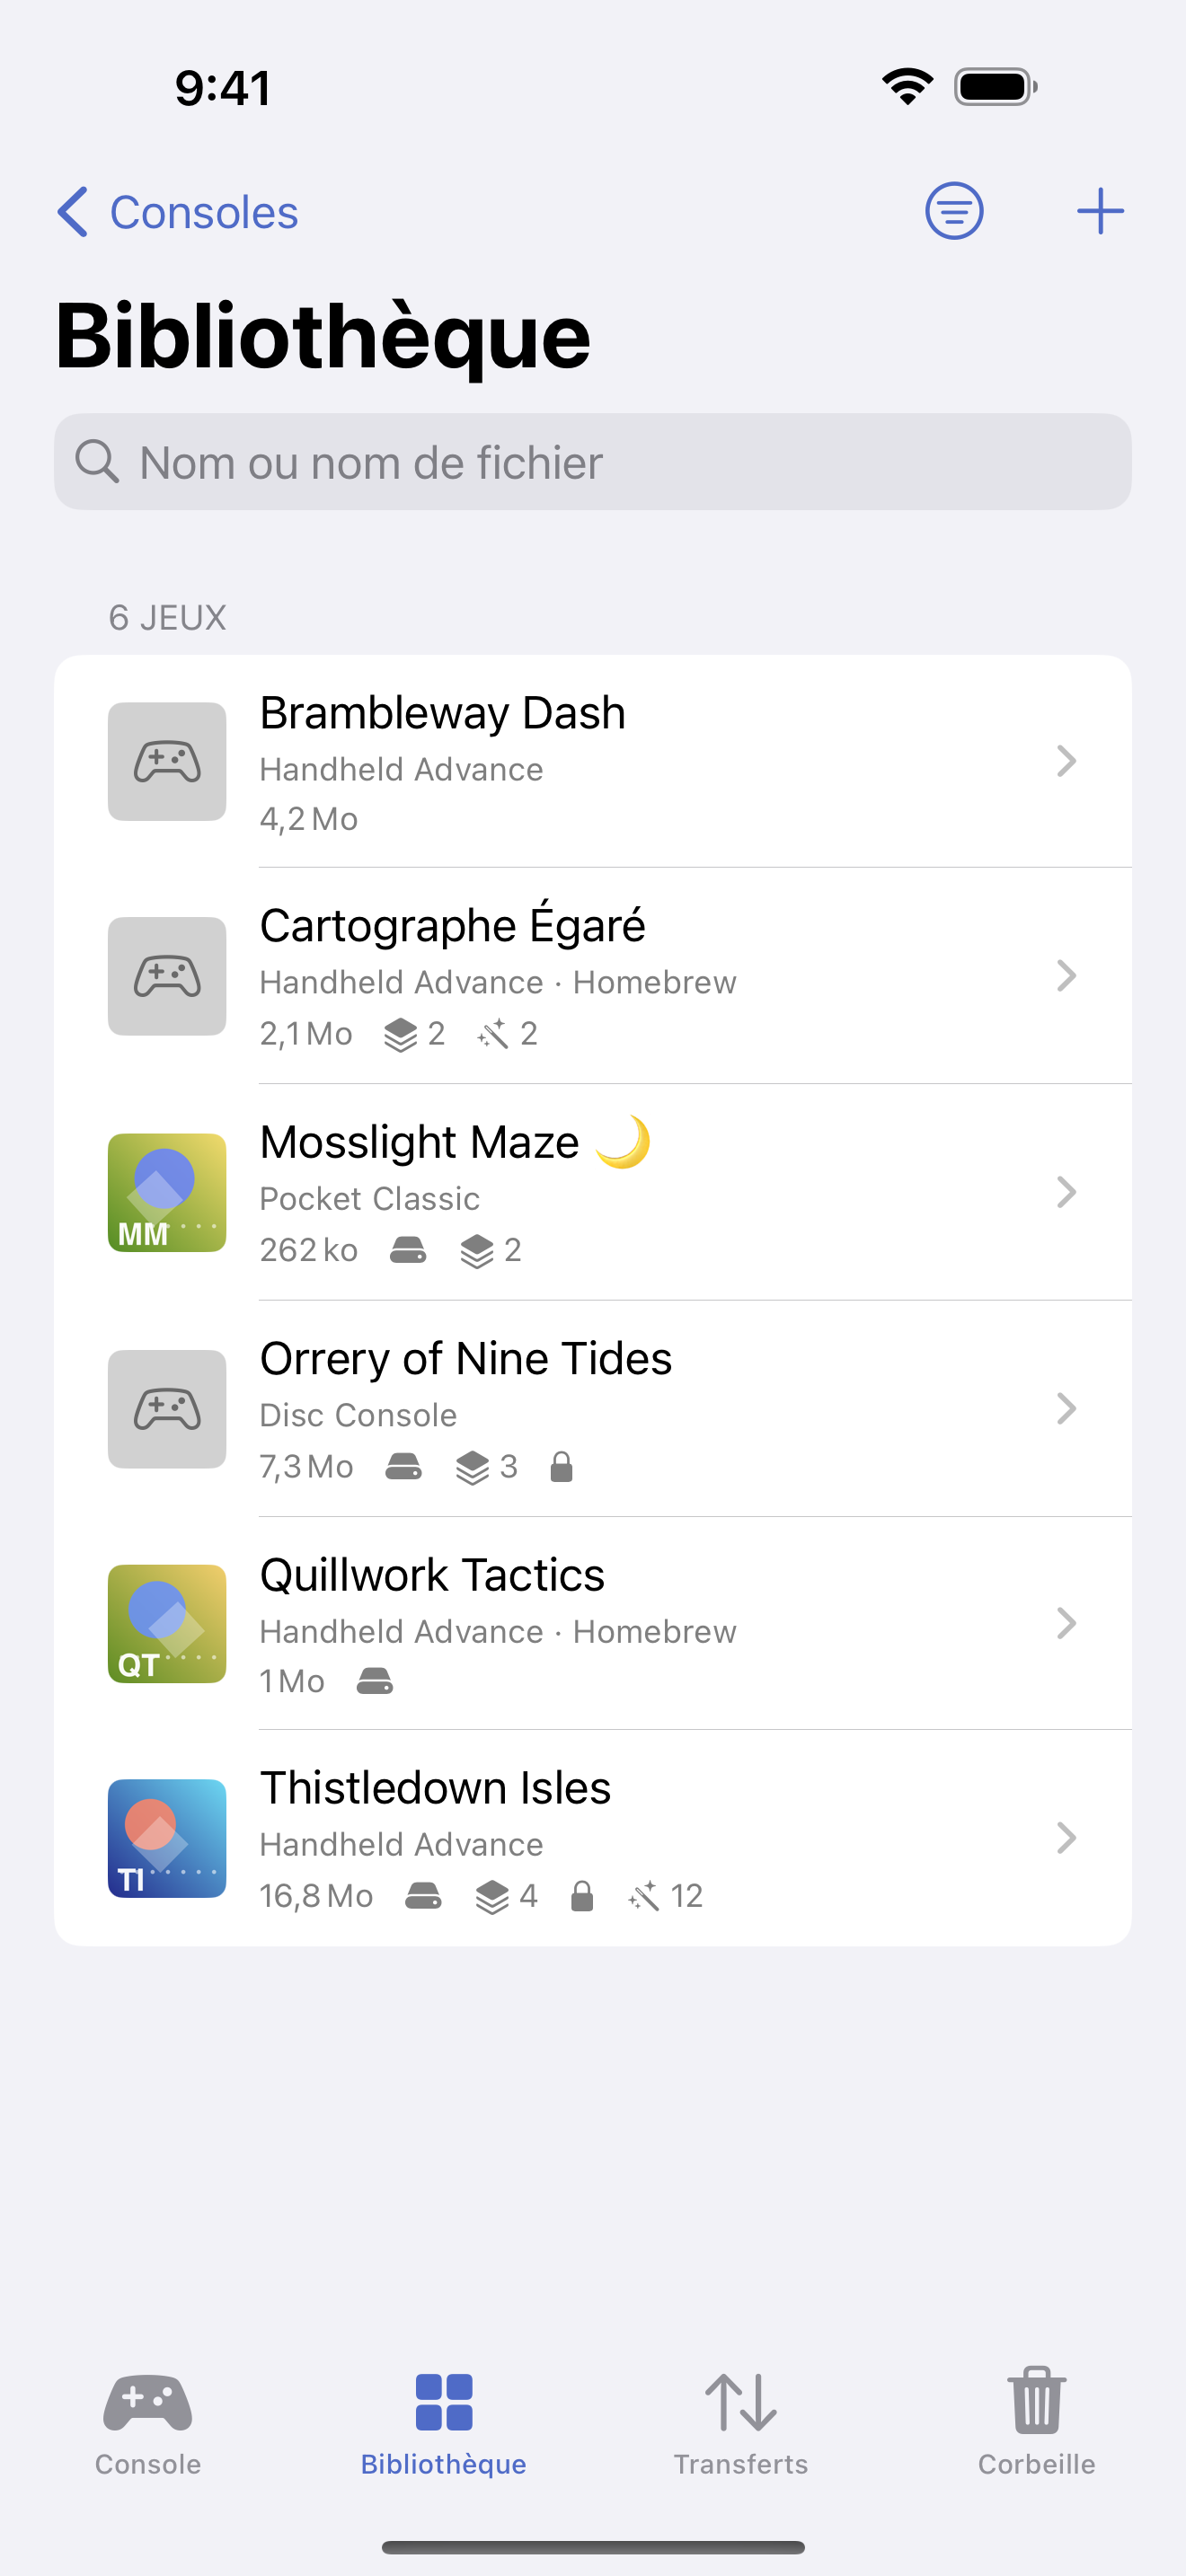 9:41
Consoles
Bibliothèque
Nom ou nom de fichier
6 JEUX
Brambleway Dash
Handheld Advance
4,2 Mo
Cartographe Égaré
Handheld Advance · Homebrew
2,1 Mo 2 2
Mosslight Maze 🌙
Pocket Classic
262 ko 2
MM
Orrery of Nine Tides
Disc Console
7,3 Mo 3
Quillwork Tactics
Handheld Advance · Homebrew
1 Mo
QT
Thistledown Isles
Handheld Advance
16,8 Mo 4 12
TI
Console
Bibliothèque
Transferts
Corbeille